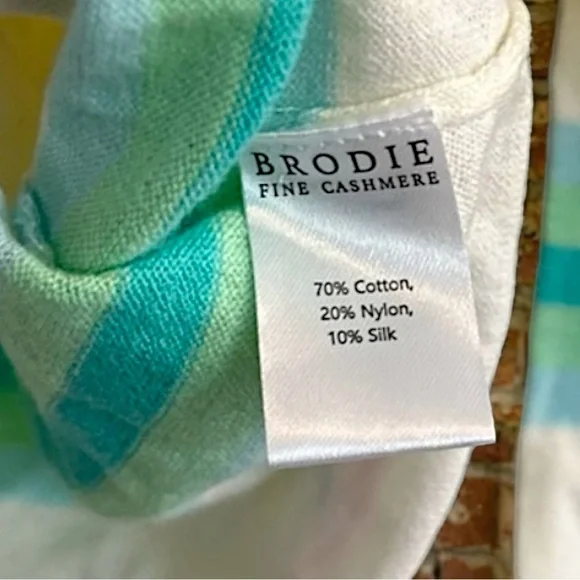 BRODIE
FINE CASHMERE
70% Cotton,
20% Nylon,
10% Silk